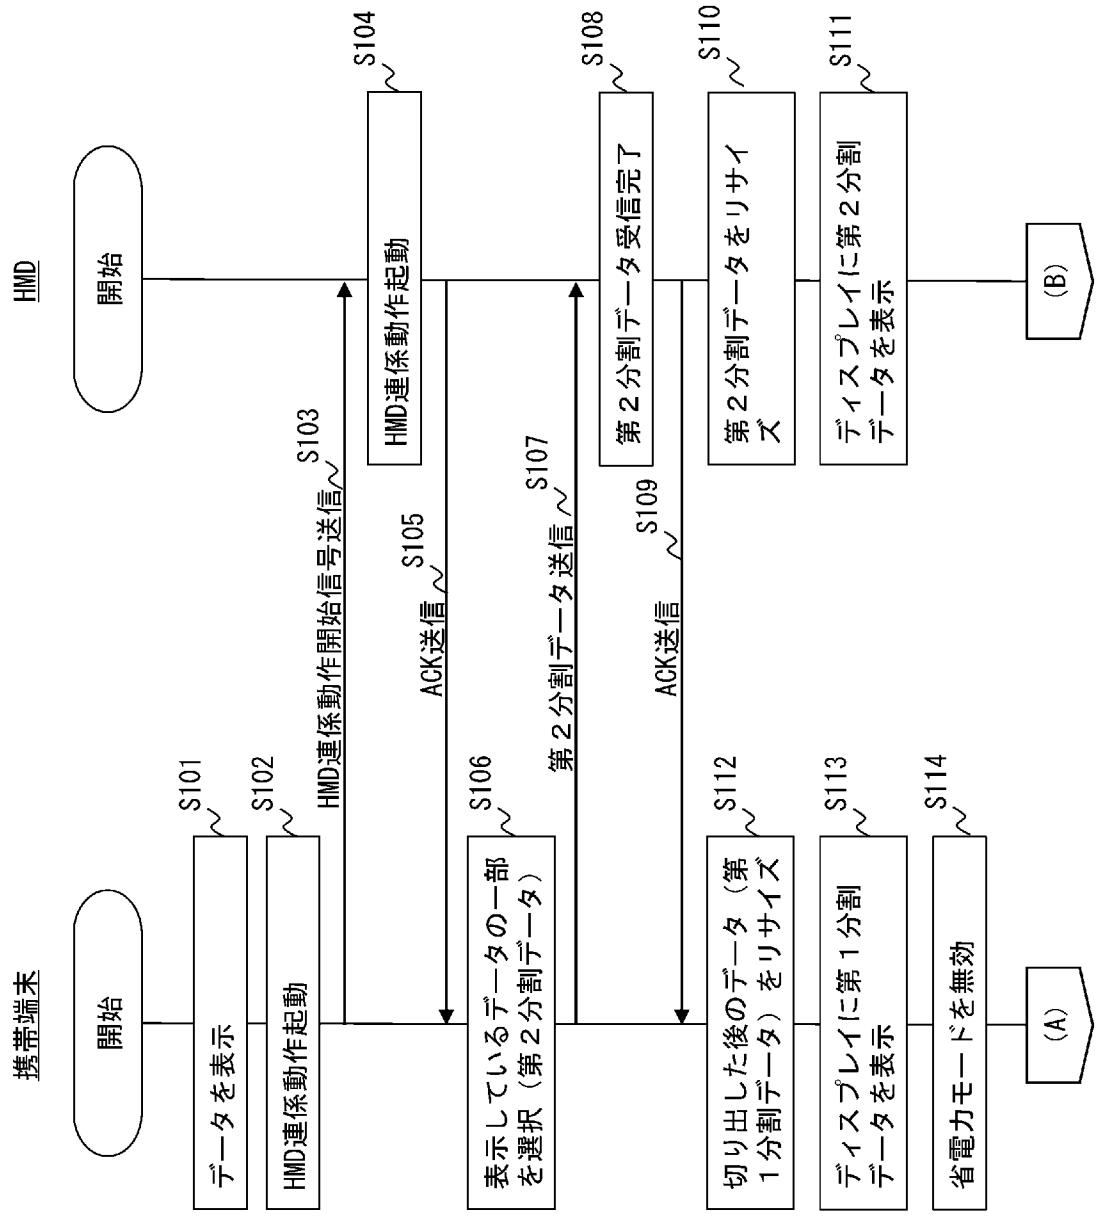 携帯端末
HMD
開始
開始
データを表示
S101
HMD連係動作起動
S102
HMD連係動作開始信号送信
S103
HMD連係動作起動
S104
ACK送信
S105
表示しているデータの一部
を選択（第２分割データ）
S106
第２分割データ送信
S107
第２分割データ受信完了
S108
ACK送信
S109
第２分割データをリサイ
ズ
S110
切り出した後のデータ（第
１分割データ）をリサイズ
S112
ディスプレイに第２分割
データを表示
S111
ディスプレイに第１分割
データを表示
S113
省電力モードを無効
S114
(A)
(B)